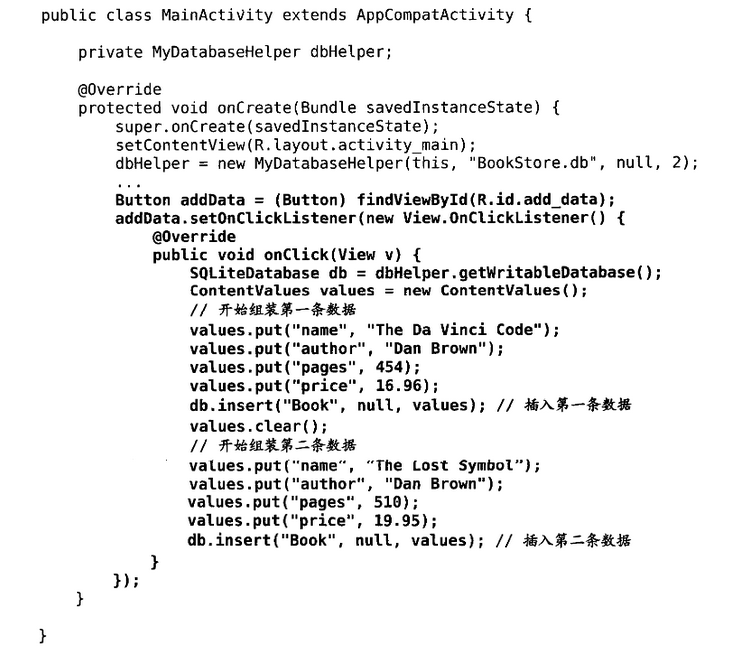 public class MainActivity extends AppCompatActivity {
private MyDatabaseHelper dbHelper;
@Override
protected void onCreate(Bundle savedInstanceState) {
super.onCreate(savedInstanceState);
setContentView(R.layout.activity_main);
dbHelper = new MyDatabaseHelper(this, "BookStore.db", null, 2);
...
Button addData = (Button) findViewById(R.id.add_data);
addData.setOnClickListener(new View.OnClickListener() {
@Override
public void onClick(View v) {
SQLiteDatabase db = dbHelper.getWritableDatabase();
ContentValues values = new ContentValues();
// 开始组装第一条数据
values.put("name", "The Da Vinci Code");
values.put("author", "Dan Brown");
values.put("pages", 454);
values.put("price", 16.96);
db.insert("Book", null, values); // 插入第一条数据
values.clear();
// 开始组装第二条数据
values.put("name", "The Lost Symbol");
values.put("author", "Dan Brown");
values.put("pages", 510);
values.put("price", 19.95);
db.insert("Book", null, values); // 插入第二条数据
}
});
}
}